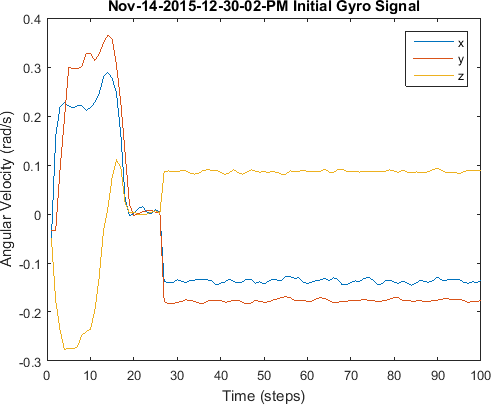 Nov-14-2015-12-30-02-PM Initial Gyro Signal
0.4
0.3
0.2
0.1
0
-0.1
-0.2
-0.3
Angular Velocity (rad/s)
x
y
z
0 10 20 30 40 50 60 70 80 90 100
Time (steps)